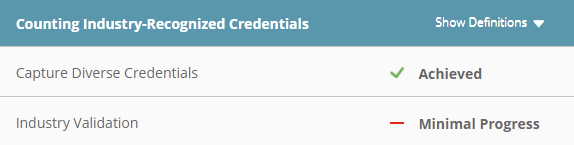 Counting Industry-Recognized Credentials Show Definitions
Capture Diverse Credentials Achieved
Industry Validation Minimal Progress